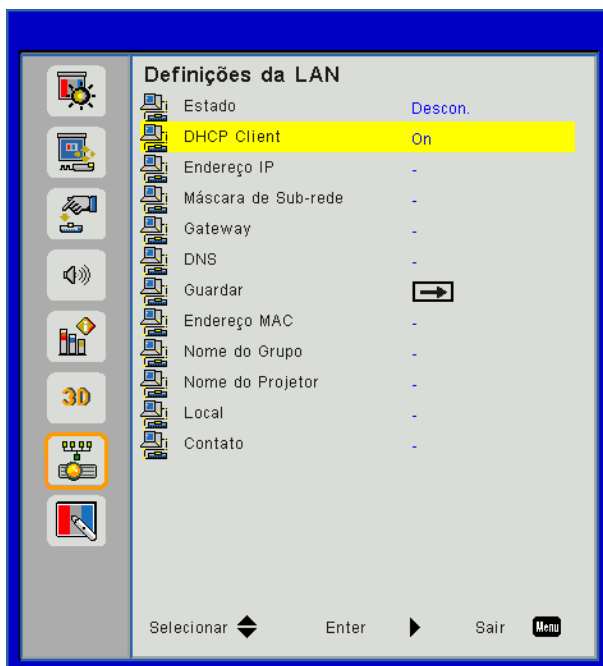 Definições da LAN
Estado Descon.
DHCP Client On
Endereço IP -
Máscara de Sub-rede -
Gateway -
DNS -
Guardar
Endereço MAC -
Nome do Grupo -
Nome do Projetor -
Local -
Contato -
3D
Selecionar Enter Sair Menu